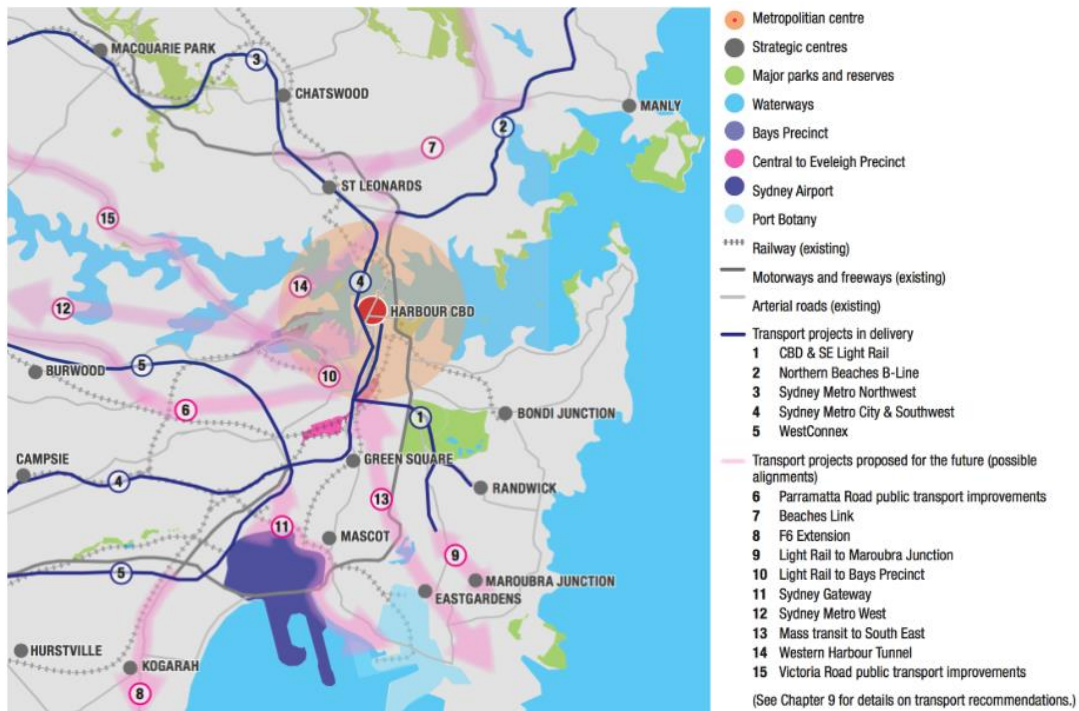 MACQUARIE PARK
3
CHATSWOOD
MANLY
2
7
ST LEONARDS
15
14
4
12
HARBOUR CBD
5
BURWOOD
10
6
1
BONDI JUNCTION
CAMPSIE
GREEN SQUARE
4
RANDWICK
13
11
MASCOT
9
5
MAROUBRA JUNCTION
EASTGARDENS
HURSTVILLE
KOGARAH
8
Metropolitan centre
Strategic centres
Major parks and reserves
Waterways
Bays Precinct
Central to Eveleigh Precinct
Sydney Airport
Port Botany
Railway (existing)
Motorways and freeways (existing)
Arterial roads (existing)
Transport projects in delivery
1 CBD & SE Light Rail
2 Northern Beaches B-Line
3 Sydney Metro Northwest
4 Sydney Metro City & Southwest
5 WestConnex
Transport projects proposed for the future (possible
alignments)
6 Parramatta Road public transport improvements
7 Beaches Link
8 F6 Extension
9 Light Rail to Maroubra Junction
10 Light Rail to Bays Precinct
11 Sydney Gateway
12 Sydney Metro West
13 Mass transit to South East
14 Western Harbour Tunnel
15 Victoria Road public transport improvements
(See Chapter 9 for details on transport recommendations.)